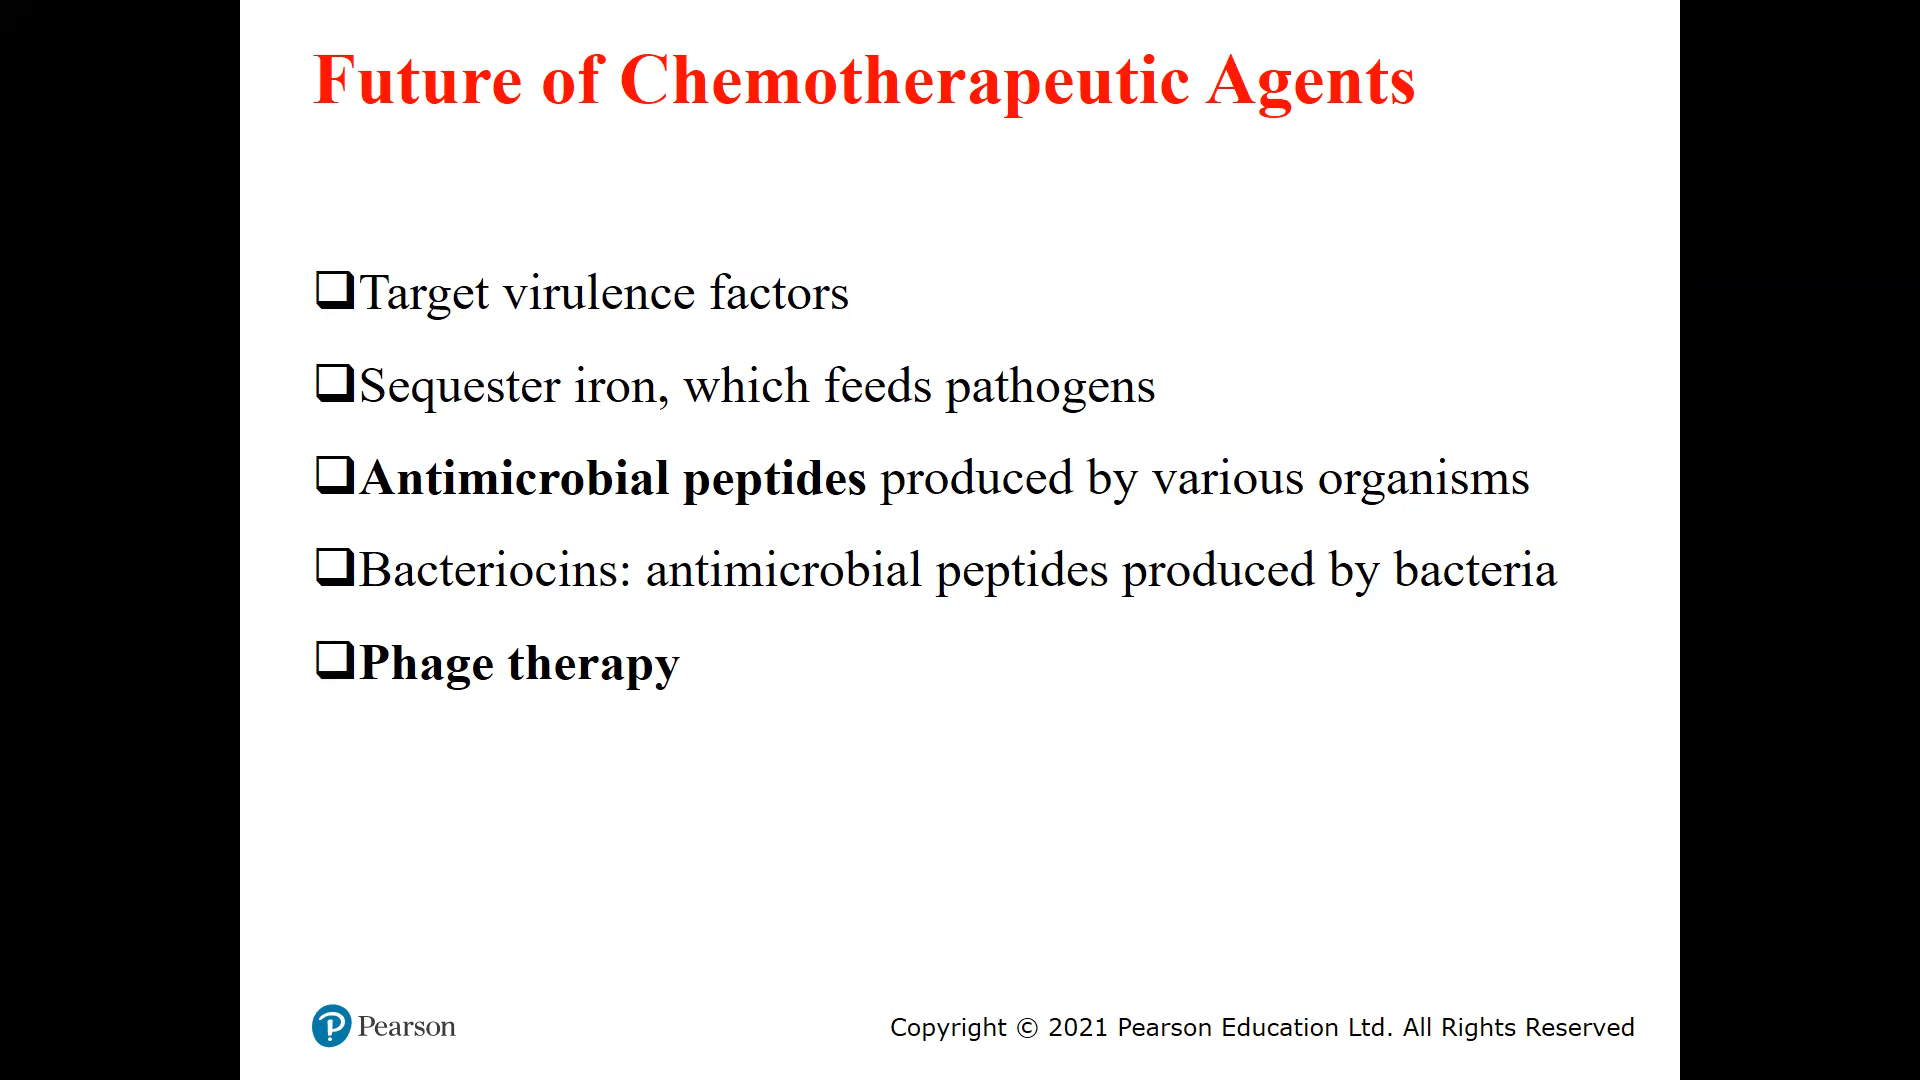 Future of Chemotherapeutic Agents
❑Target virulence factors
❑Sequester iron, which feeds pathogens
❑Antimicrobial peptides produced by various organisms
❑Bacteriocins: antimicrobial peptides produced by bacteria
❑Phage therapy
Pearson
Copyright © 2021 Pearson Education Ltd. All Rights Reserved